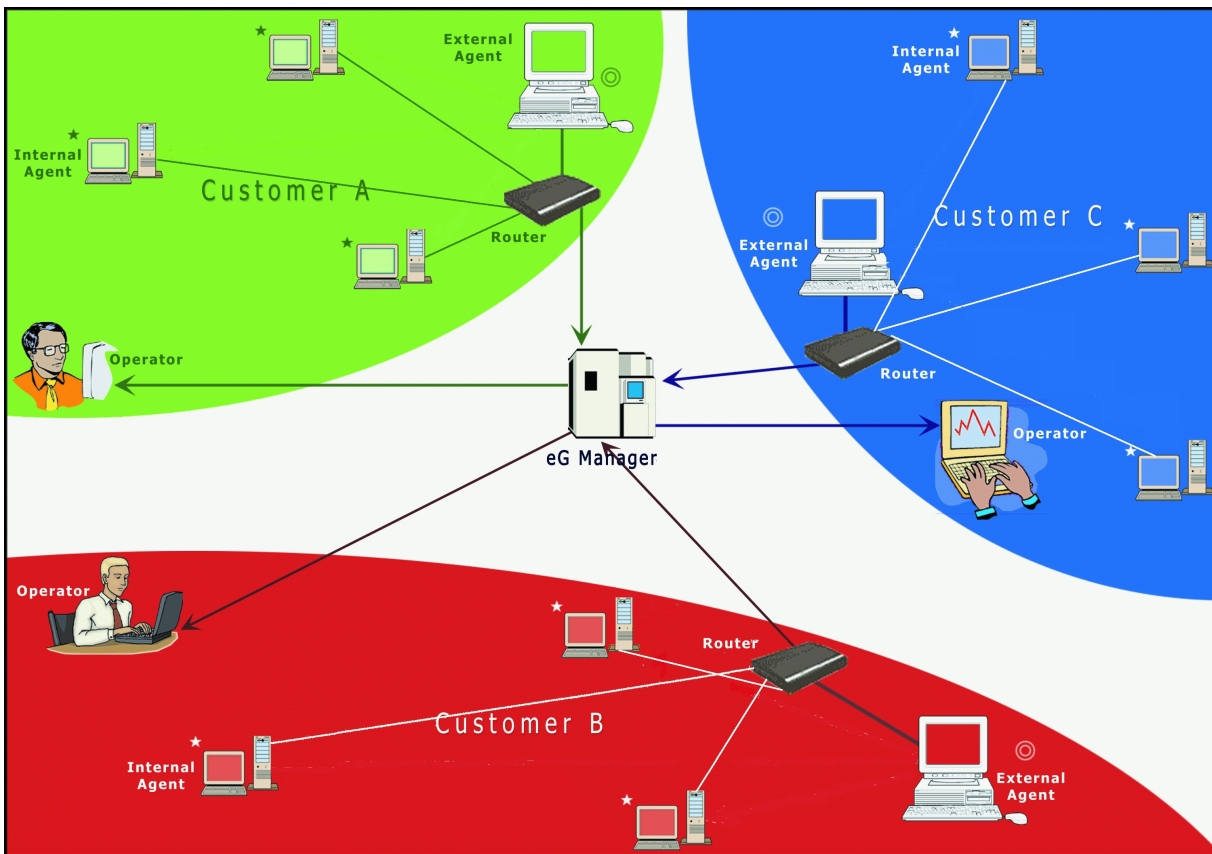 External
Agent
Internal
Agent
Customer A
Router
Operator
Internal
Agent
Customer C
External
Agent
Router
Operator
eG Manager
Operator
Router
Customer B
Internal
Agent
External
Agent